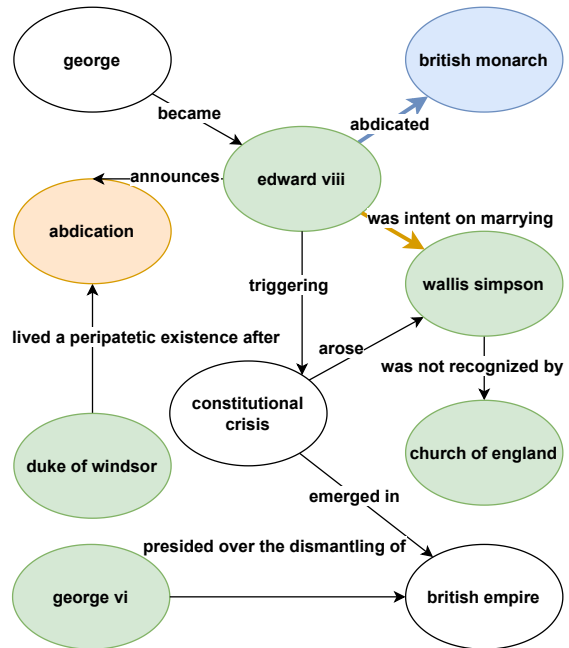 george
british monarch
became
abdicated
edward viii
announces
abdication
was intent on marrying
wallis simpson
triggering
lived a peripatetic existence after
arose
was not recognized by
constitutional
crisis
duke of windsor
church of england
emerged in
presided over the dismantling of
george vi
british empire